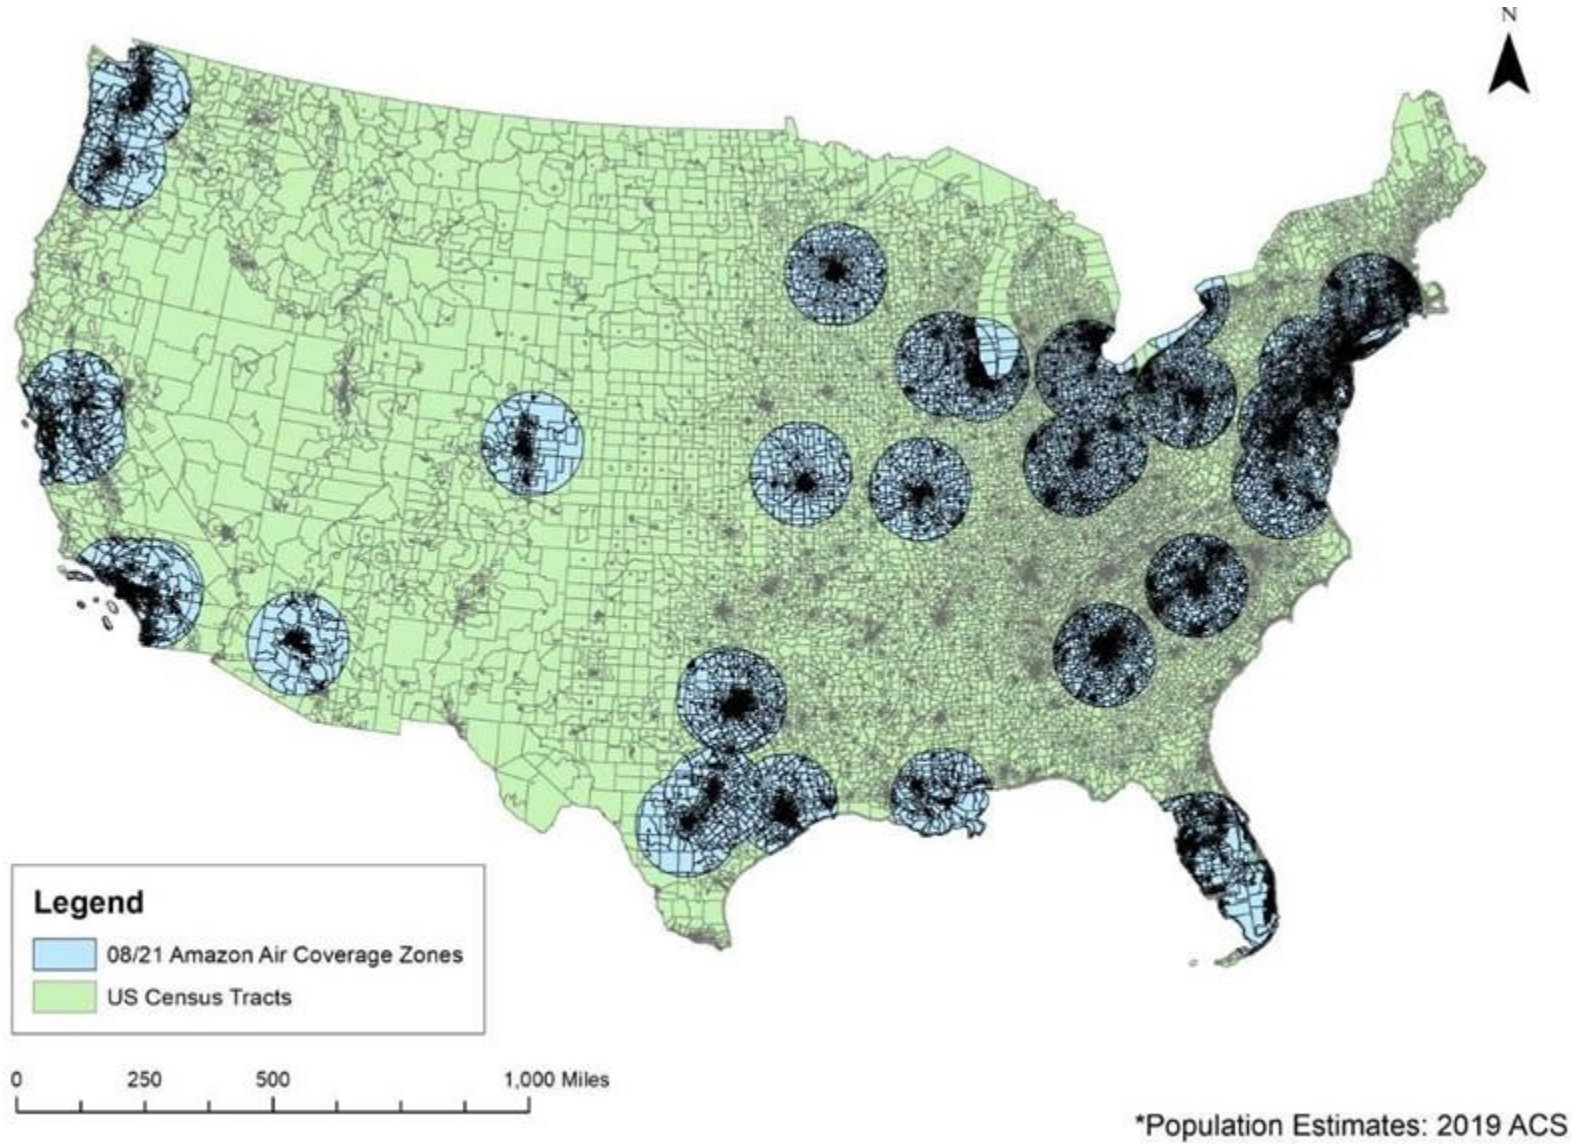 N
Legend
08/21 Amazon Air Coverage Zones
US Census Tracts
0 250 500 1,000 Miles
*Population Estimates: 2019 ACS